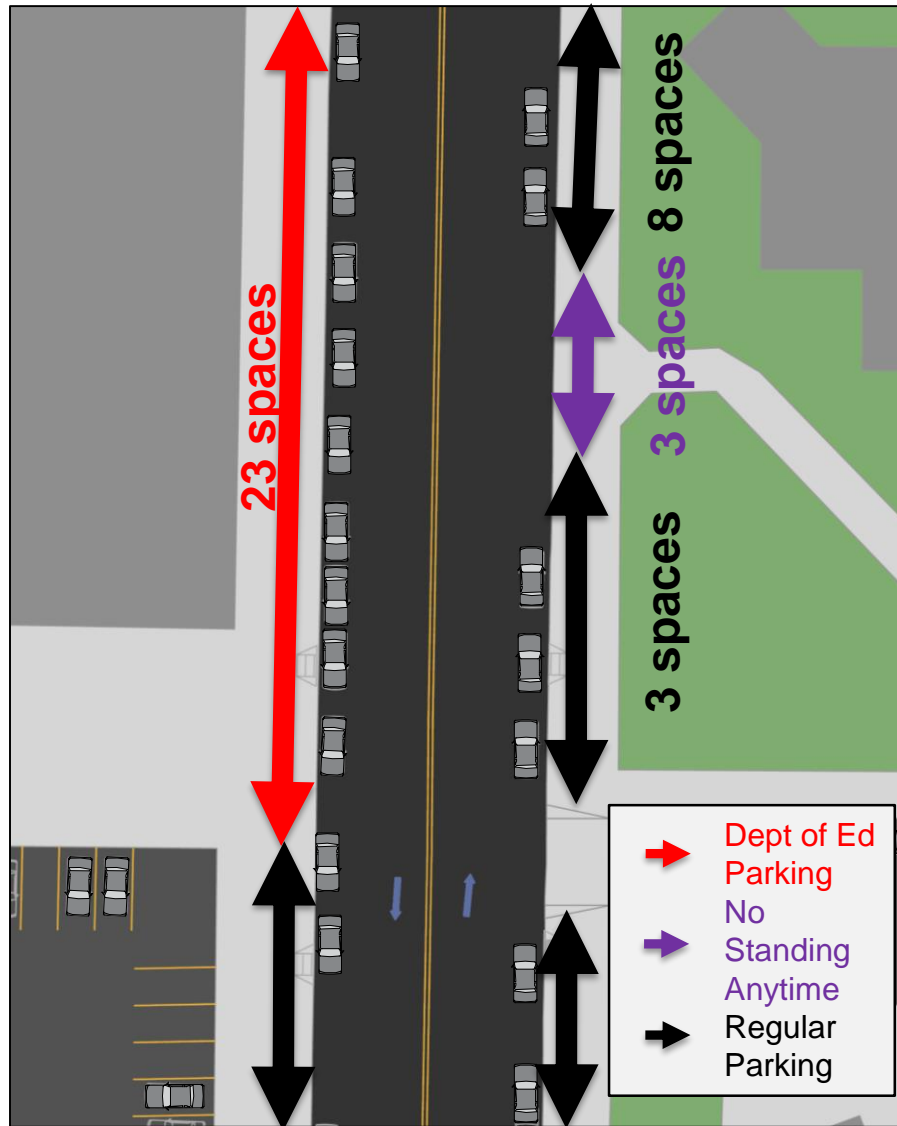 23 spaces
8 spaces
3 spaces
3 spaces
Dept of Ed
Parking
No
Standing
Anytime
Regular
Parking